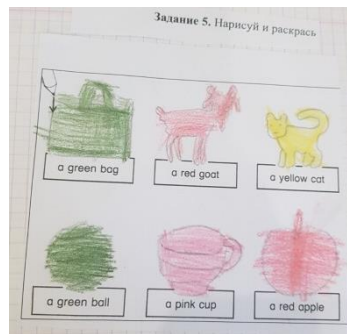 Задание 5. Нарисуй и раскрась
a green bag
a red goat
a yellow cat
a green ball
a pink cup
a red apple